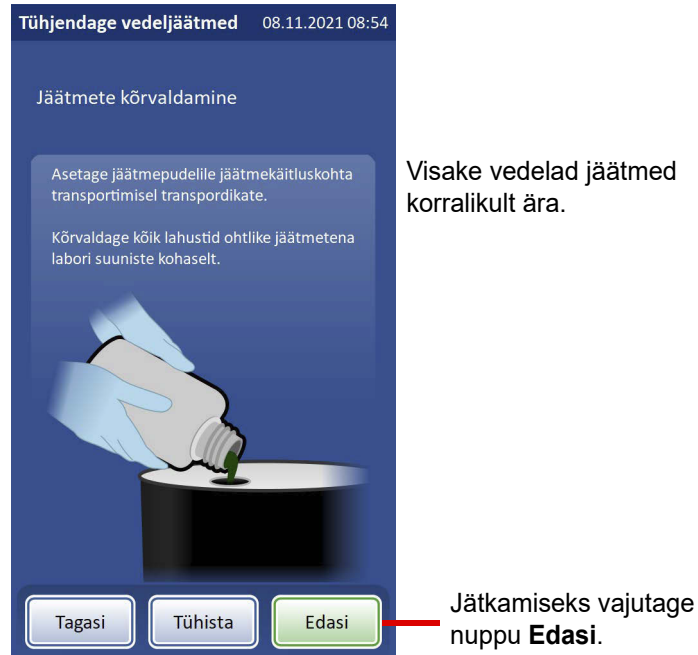 Tühjendage vedeljäätmed 08.11.2021 08:54
Jäätmete kõrvaldamine
Asetage jäätmepudelile jäätmekäitluskohta
transportimisel transpordikate.
Kõrvaldage kõik lahustid ohtlike jäätmetena
labori suuniste kohaselt.
Visake vedelad jäätmed
korralikult ära.
Tagasi Tühista Edasi
Jätkamiseks vajutage
nuppu Edasi.